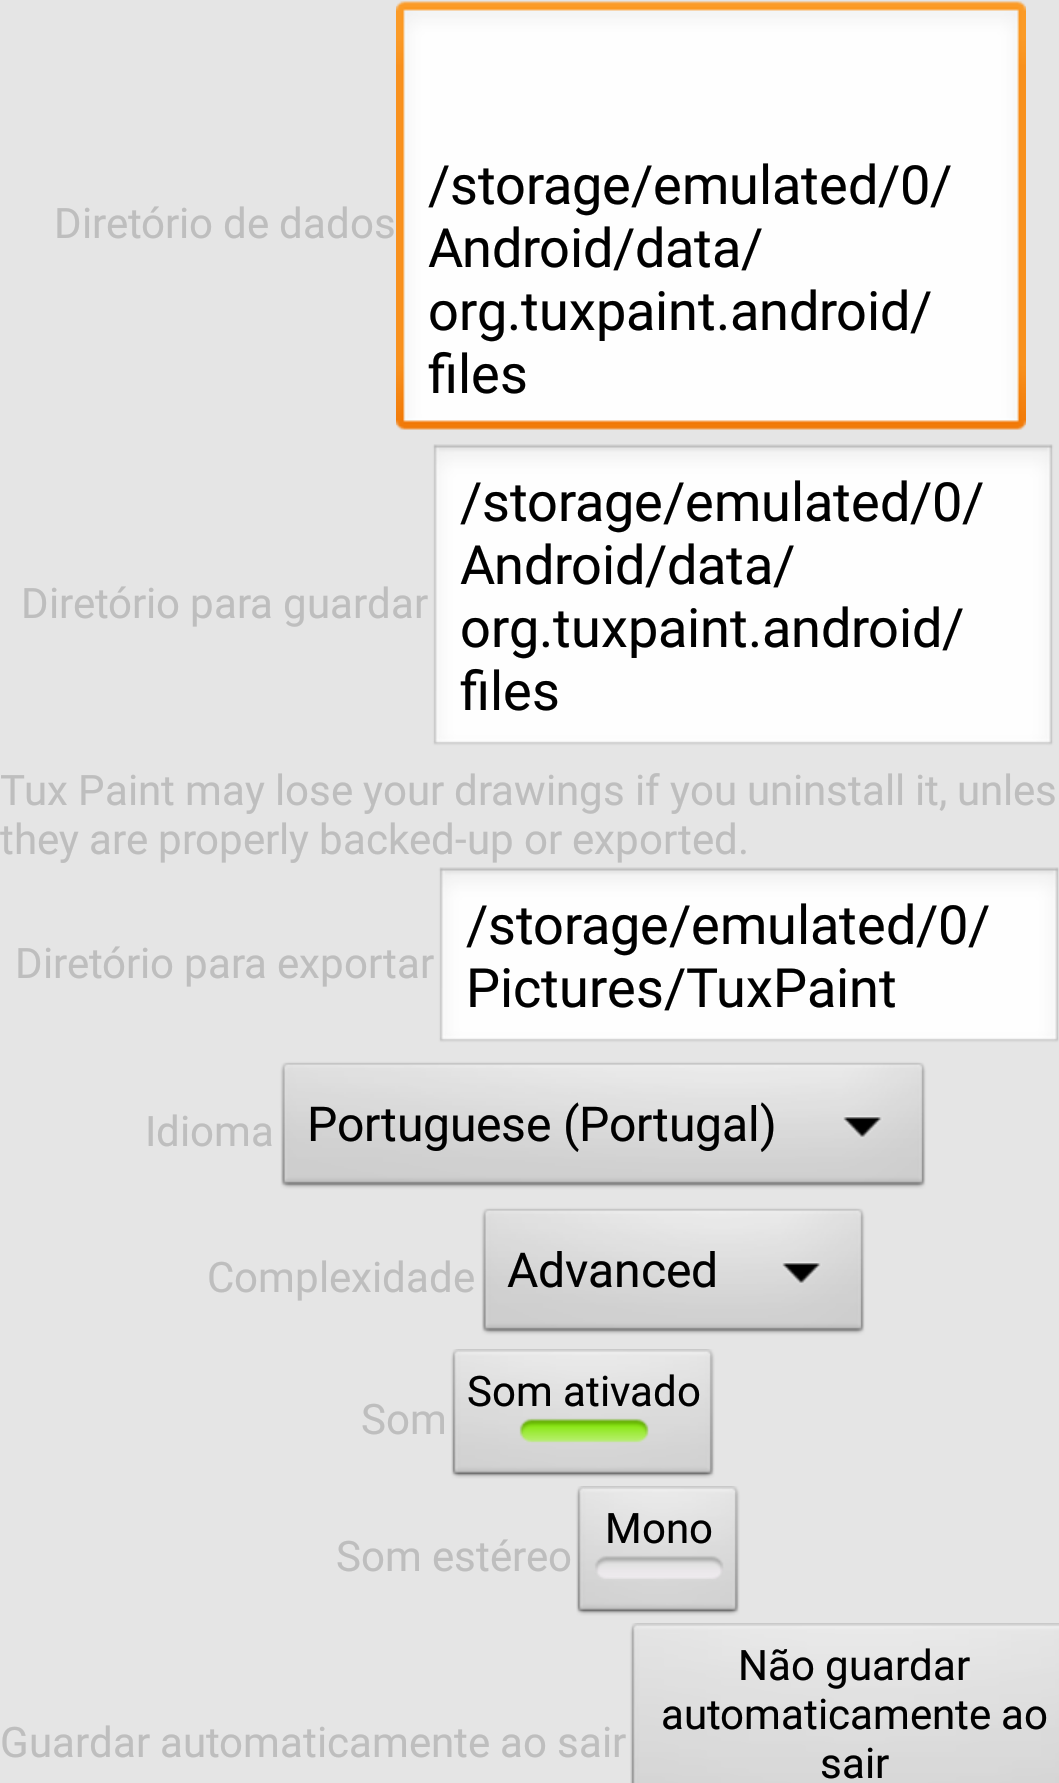 Diretório de dados
/storage/emulated/0/
Android/data/
org.tuxpaint.android/
files
Diretório para guardar
/storage/emulated/0/
Android/data/
org.tuxpaint.android/
files
Tux Paint may lose your drawings if you uninstall it, unles
they are properly backed-up or exported.
Diretório para exportar
/storage/emulated/0/
Pictures/TuxPaint
Idioma
Portuguese (Portugal)
Complexidade
Advanced
Som
Som ativado
Som estéreo
Mono
Guardar automaticamente ao sair
Não guardar
automaticamente ao
sair